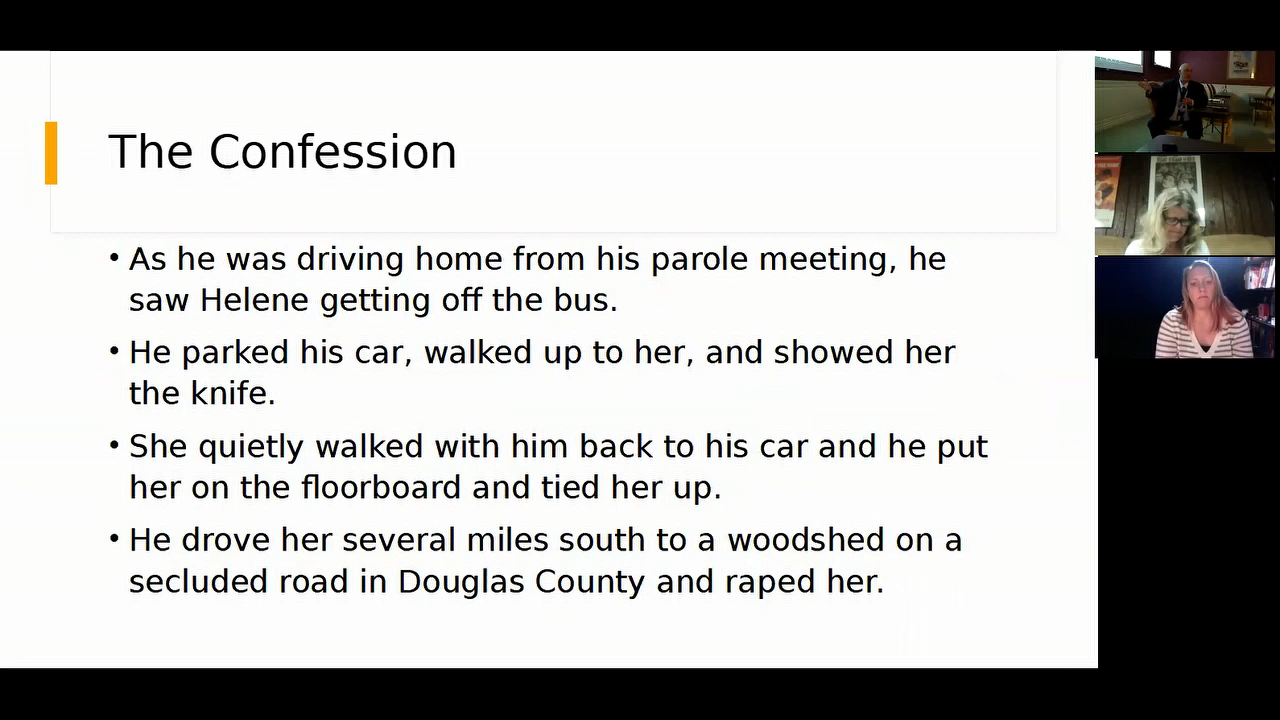 The Confession
• As he was driving home from his parole meeting, he
saw Helene getting off the bus.
• He parked his car, walked up to her, and showed her
the knife.
• She quietly walked with him back to his car and he put
her on the floorboard and tied her up.
• He drove her several miles south to a woodshed on a
secluded road in Douglas County and raped her.